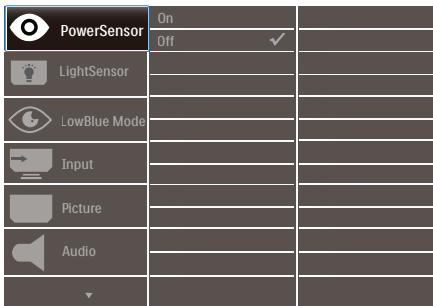 PowerSensor
On
Off
LightSensor
LowBlue Mode
Input
Picture
Audio